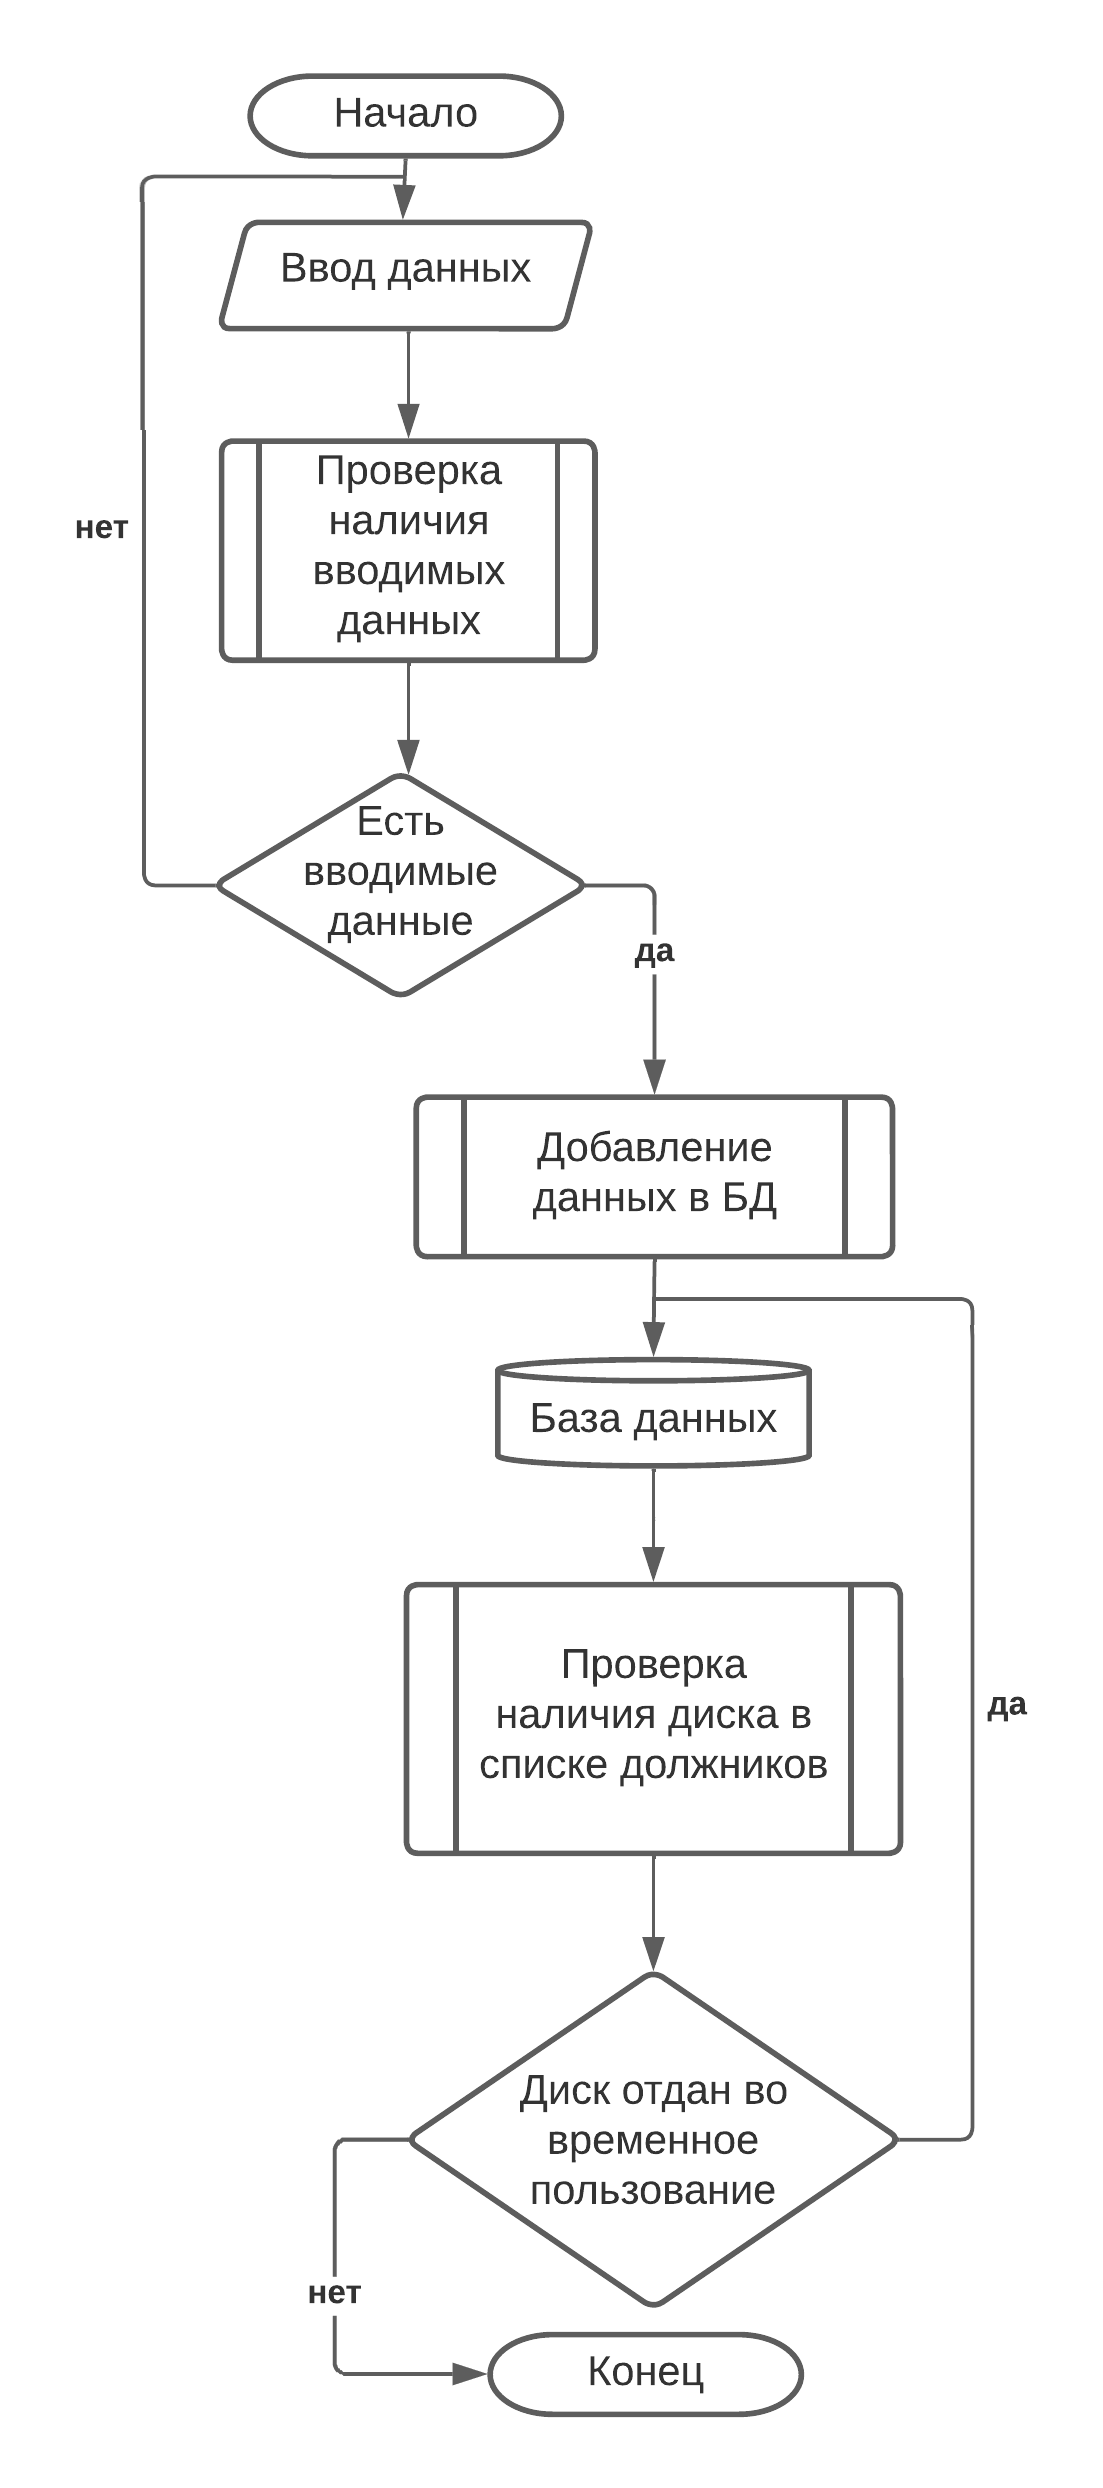 Начало
Ввод данных
Проверка
наличия
вводимых
данных
нет
Есть
вводимые
данные
да
Добавление
данных в БД
База данных
Проверка
наличия диска в
списке должников
да
Диск отдан во
временное
пользование
нет
Конец